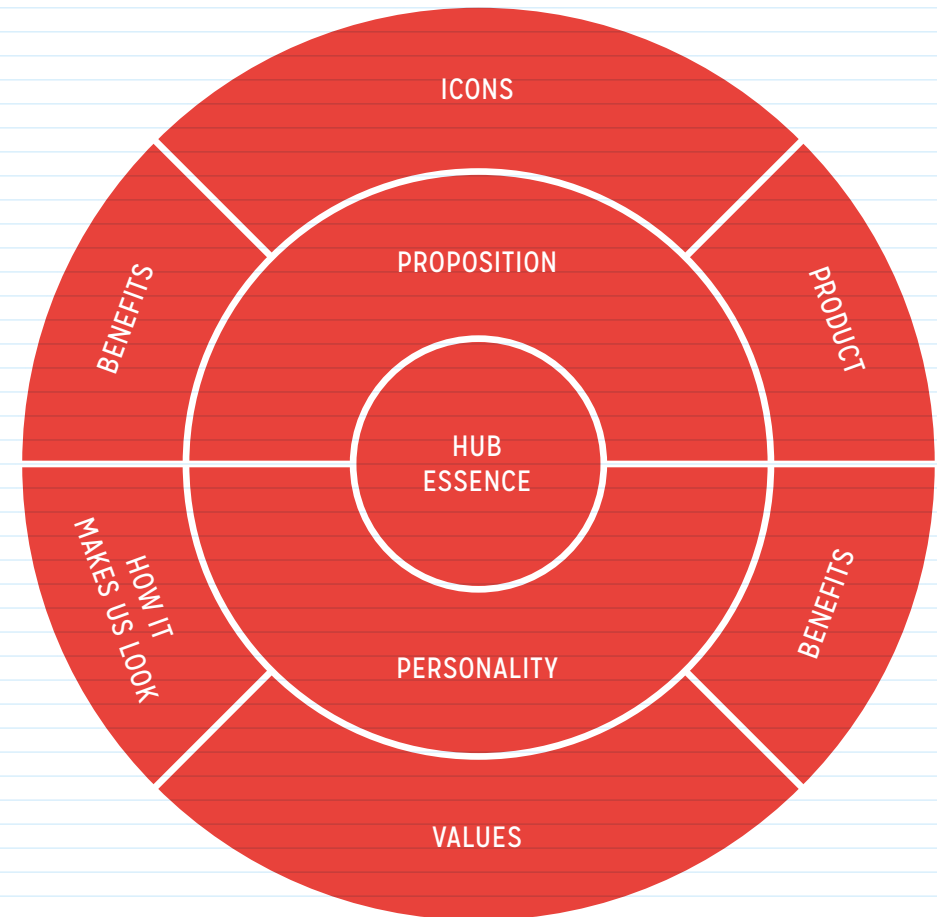 ICONS
PROPOSITION
BENEFITS
PRODUCT
HUB
ESSENCE
HOW IT
MAKES US LOOK
BENEFITS
PERSONALITY
VALUES